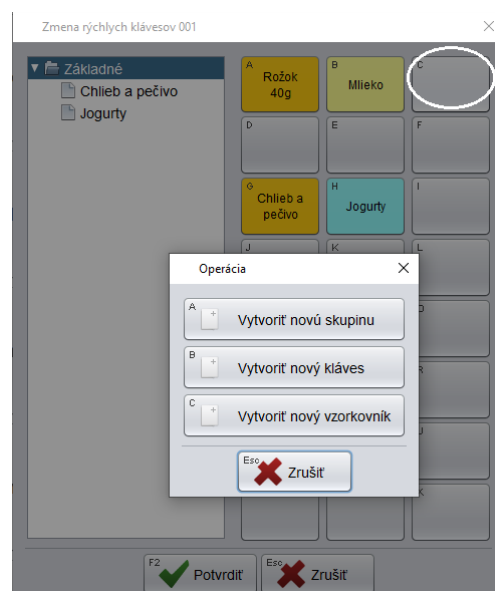 Zmena rýchlych klávesov 001
Základné
Chlieb a pečivo
Jogurty
A
Rožok
40g
B
Mlieko
C
D
E
F
G
Chlieb a
pečivo
H
Jogurty
I
J
K
L
Operácia
A
Vytvoriť novú skupinu
B
Vytvoriť nový kláves
C
Vytvoriť nový vzorkovník
Esc
Zrušiť
R
K
F2
Potvrdiť
Esc
Zrušiť